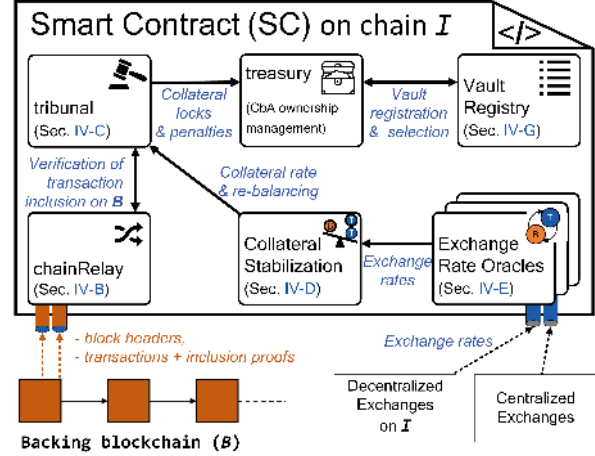 Smart Contract (SC) on chain I
</>
tribunal
(Sec. IV-C)
Collateral
locks
& penalties
treasury
(CbA ownership
management)
Vault
registration
& selection
Vault
Registry
(Sec. IV-G)
Verification of
transaction
inclusion on B
Collateral rate
& re-balancing
chainRelay
(Sec. IV-B)
Collateral
Stabilization
(Sec. IV-D)
Exchange
rates
Exchange
Rate Oracles
(Sec. IV-E)
T
B
- block headers,
- transactions + inclusion proofs
Exchange rates
Decentralized
Exchanges
on I
Centralized
Exchanges
Backing blockchain (B)